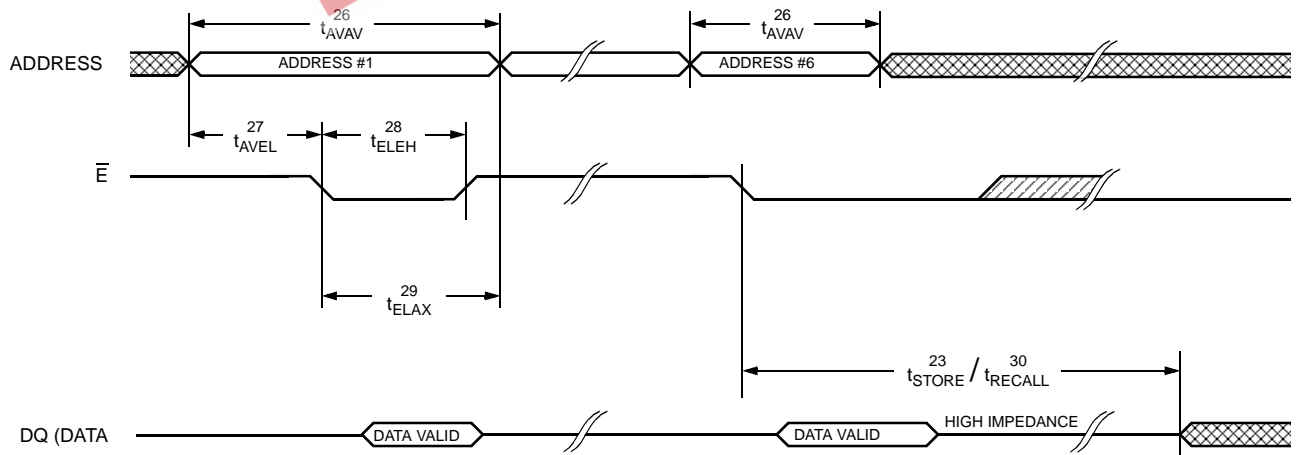 26
tAVAV
26
tAVAV
ADDRESS
ADDRESS #1
ADDRESS #6
27
tAVEL
28
tELEH
E
29
tELAX
23
tSTORE / 30
tRECALL
DQ (DATA
DATA VALID
DATA VALID
HIGH IMPEDANCE